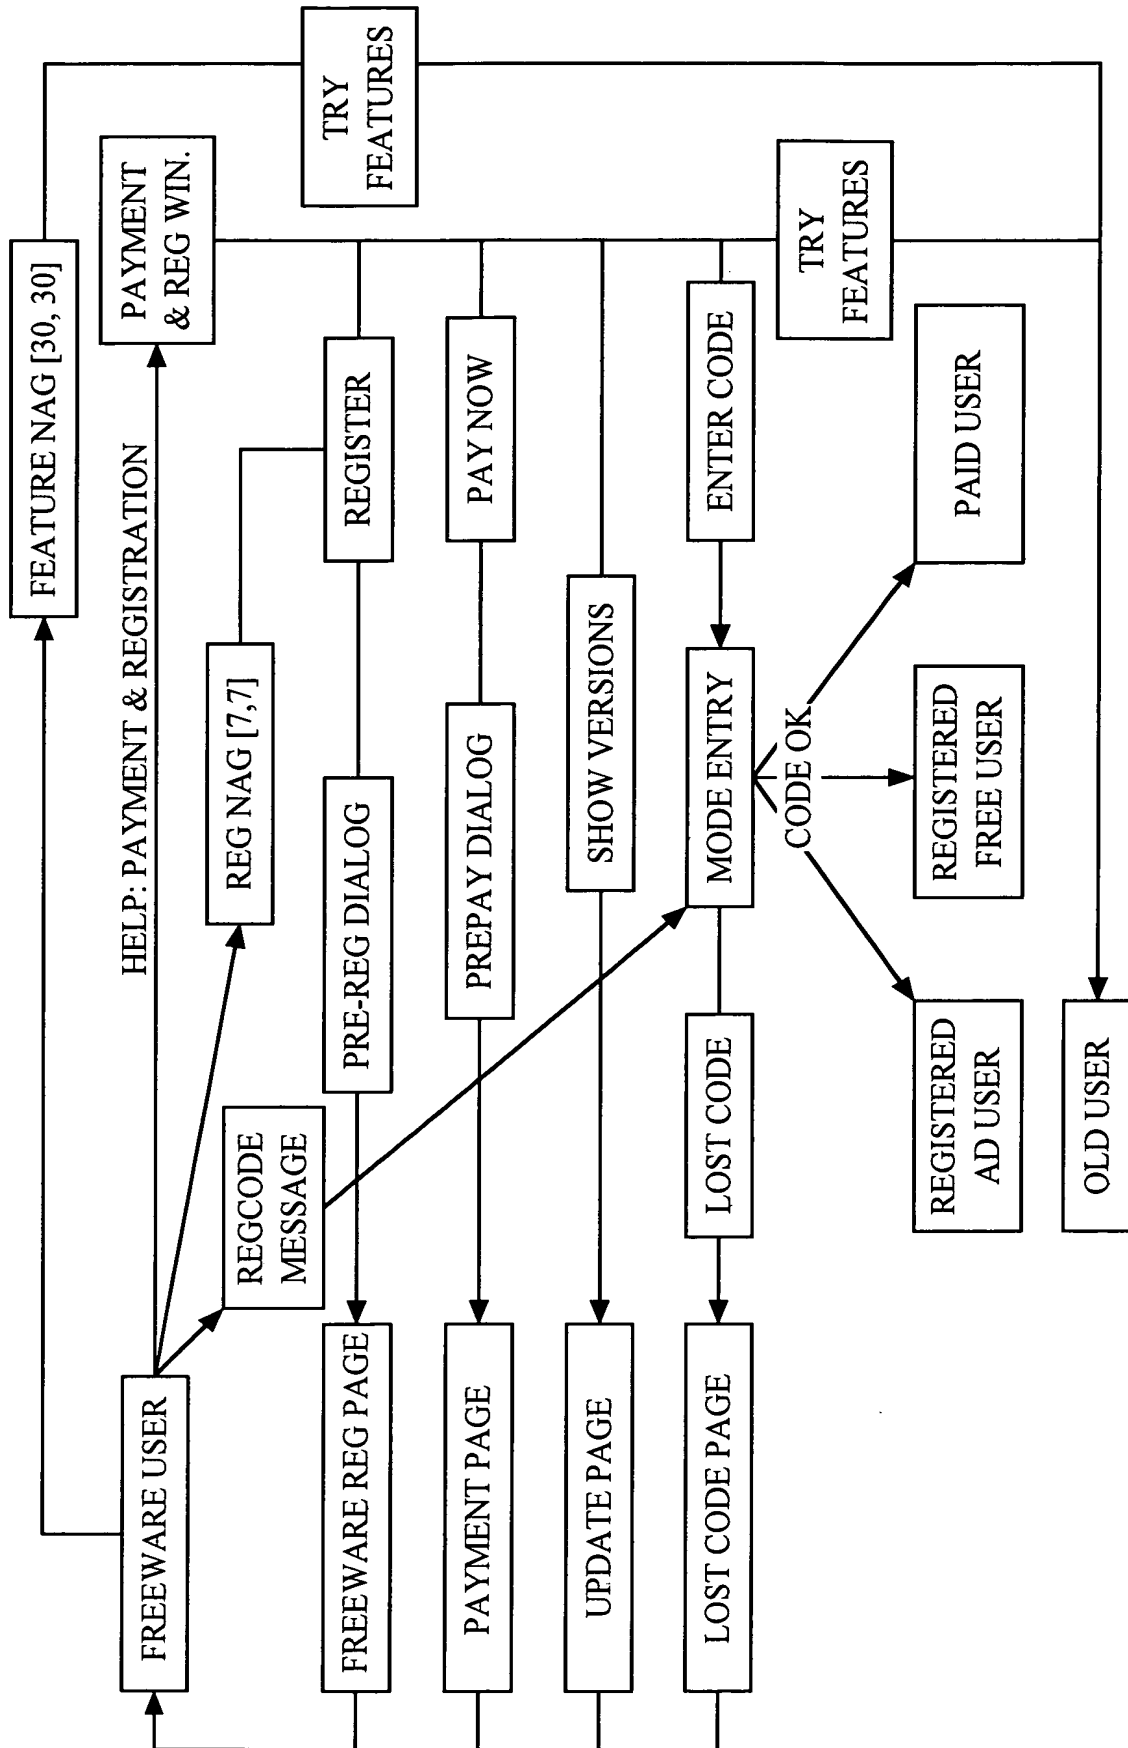 FEATURE NAG [30, 30]
TRY
FEATURES
FREEWARE USER
HELP: PAYMENT & REGISTRATION
PAYMENT
& REG WIN.
REG NAG [7,7]
REGCODE
MESSAGE
FREEWARE REG PAGE
PRE-REG DIALOG
REGISTER
PAYMENT PAGE
PREPAY DIALOG
PAY NOW
UPDATE PAGE
SHOW VERSIONS
LOST CODE PAGE
LOST CODE
MODE ENTRY
ENTER CODE
CODE OK
TRY
FEATURES
REGISTERED
AD USER
REGISTERED
FREE USER
PAID USER
OLD USER